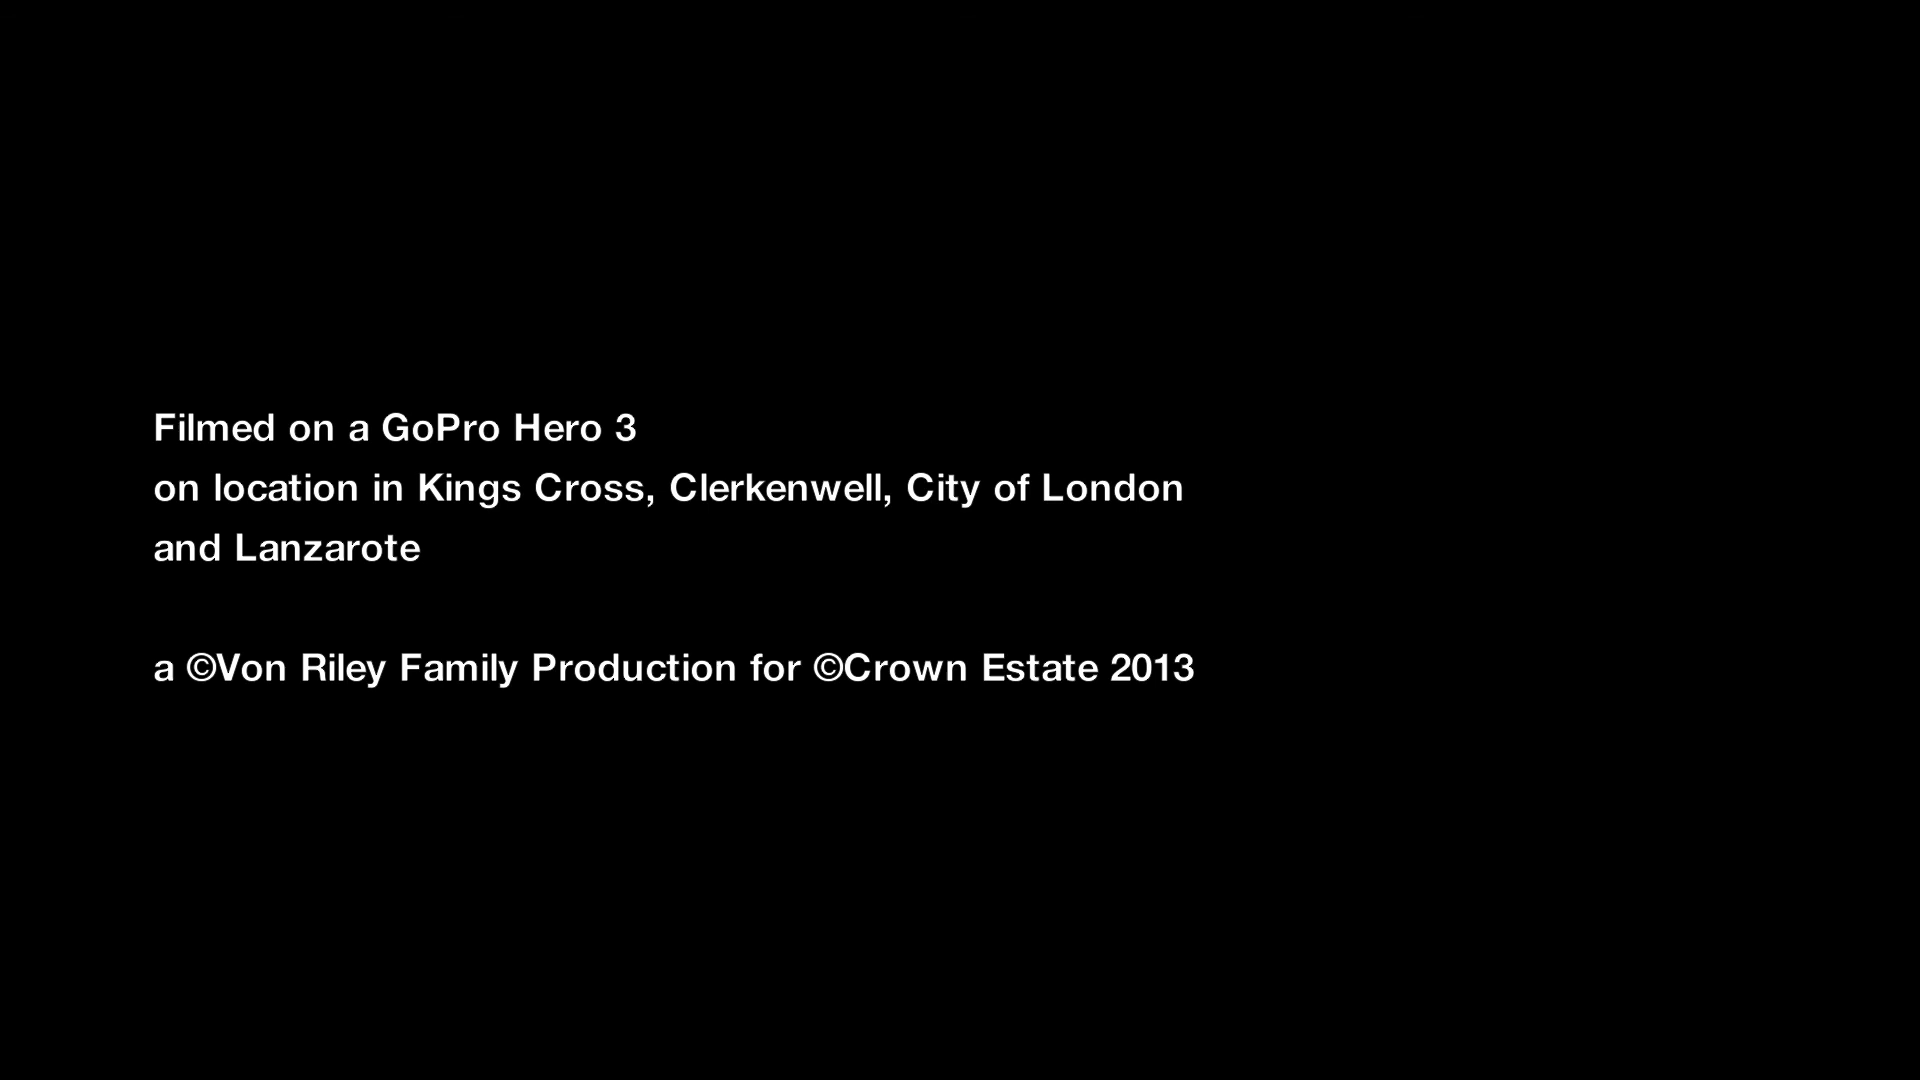 Filmed on a GoPro Hero 3
on location in Kings Cross, Clerkenwell, City of London
and Lanzarote
a ©Von Riley Family Production for ©Crown Estate 2013